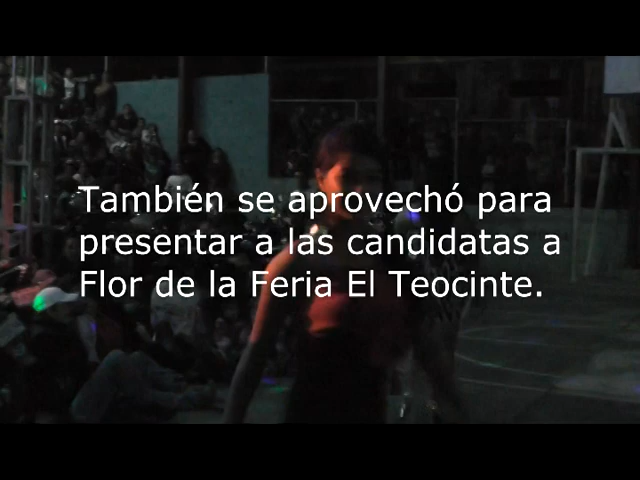 También se aprovechó para
presentar a las candidatas a
Flor de la Feria El Teocinte.